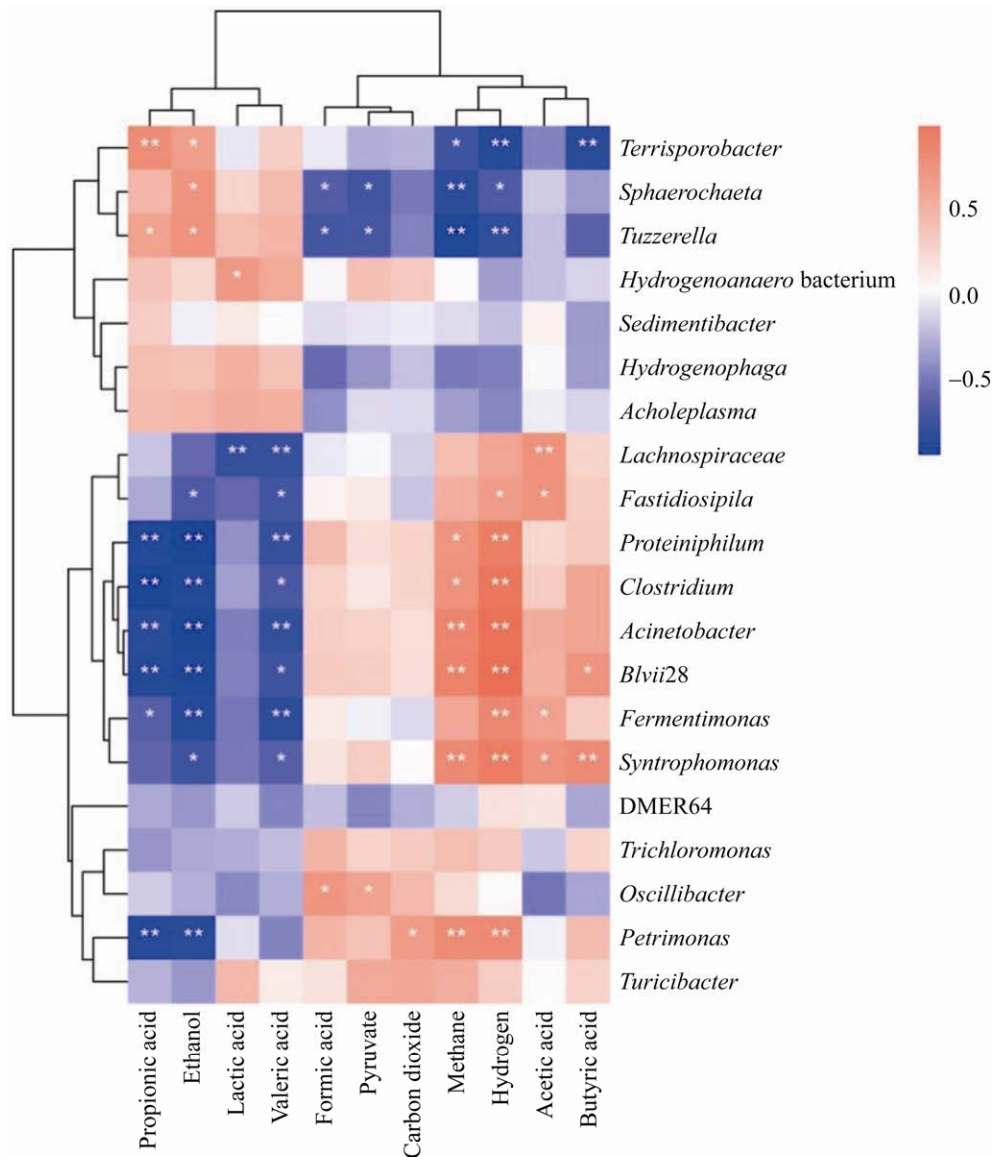 ** * * ** **
Terrisporobacter
* * * ** *
Sphaerochaeta
0.5
* * * * ** **
Tuzzerella
*
Hydrogenoanaero bacterium
0.0
Sedimentibacter
Hydrogenophaga
−0.5
Acholeplasma
** ** **
Lachnospiraceae
* * * *
Fastidiosipila
** ** ** * **
Proteiniphilum
** ** * * **
Clostridium
** ** ** ** **
Acinetobacter
** ** * ** ** *
Blvii28
* ** ** ** *
Fermentimonas
* * ** ** * **
Syntrophomonas
DMER64
Trichloromonas
* *
Oscillibacter
** ** * ** **
Petrimonas
Turicibacter
Propionic acid
Ethanol
Lactic acid
Valeric acid
Formic acid
Pyruvate
Carbon dioxide
Methane
Hydrogen
Acetic acid
Butyric acid